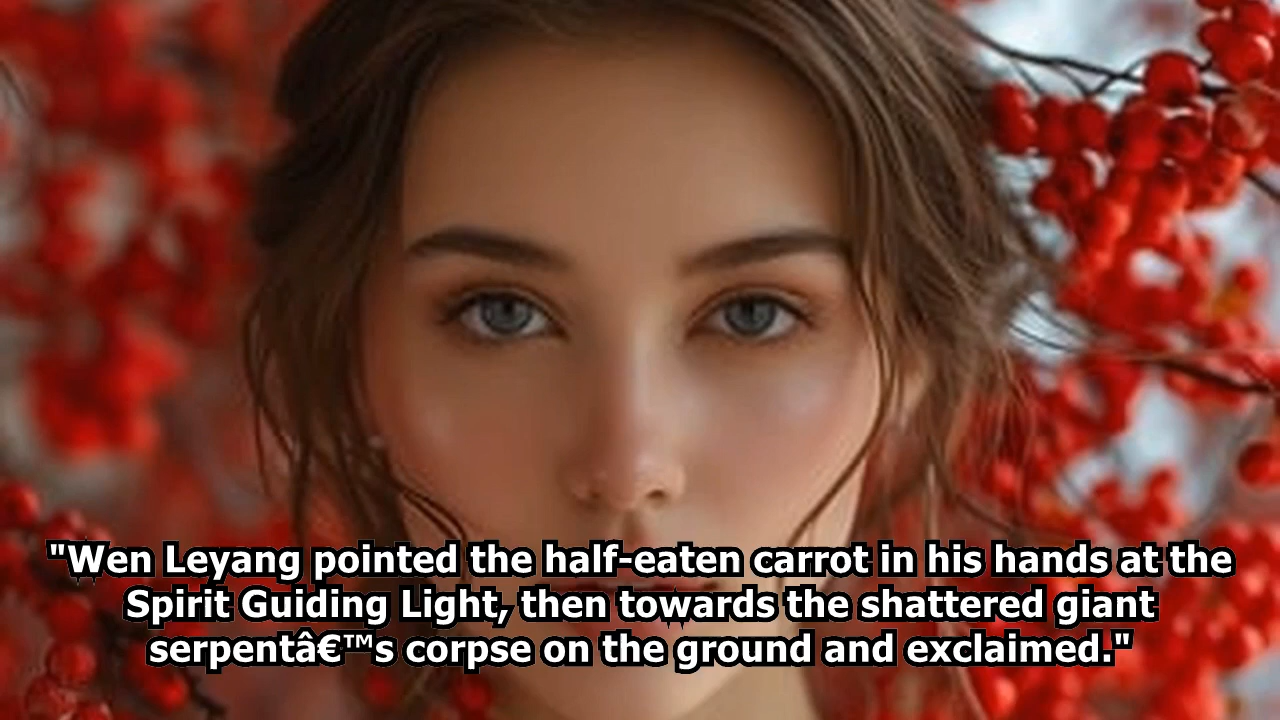 "Wen Leyang pointed the half-eaten carrot in his hands at the
Spirit Guiding Light, then towards the shattered giant
serpentâ€™s corpse on the ground and exclaimed."